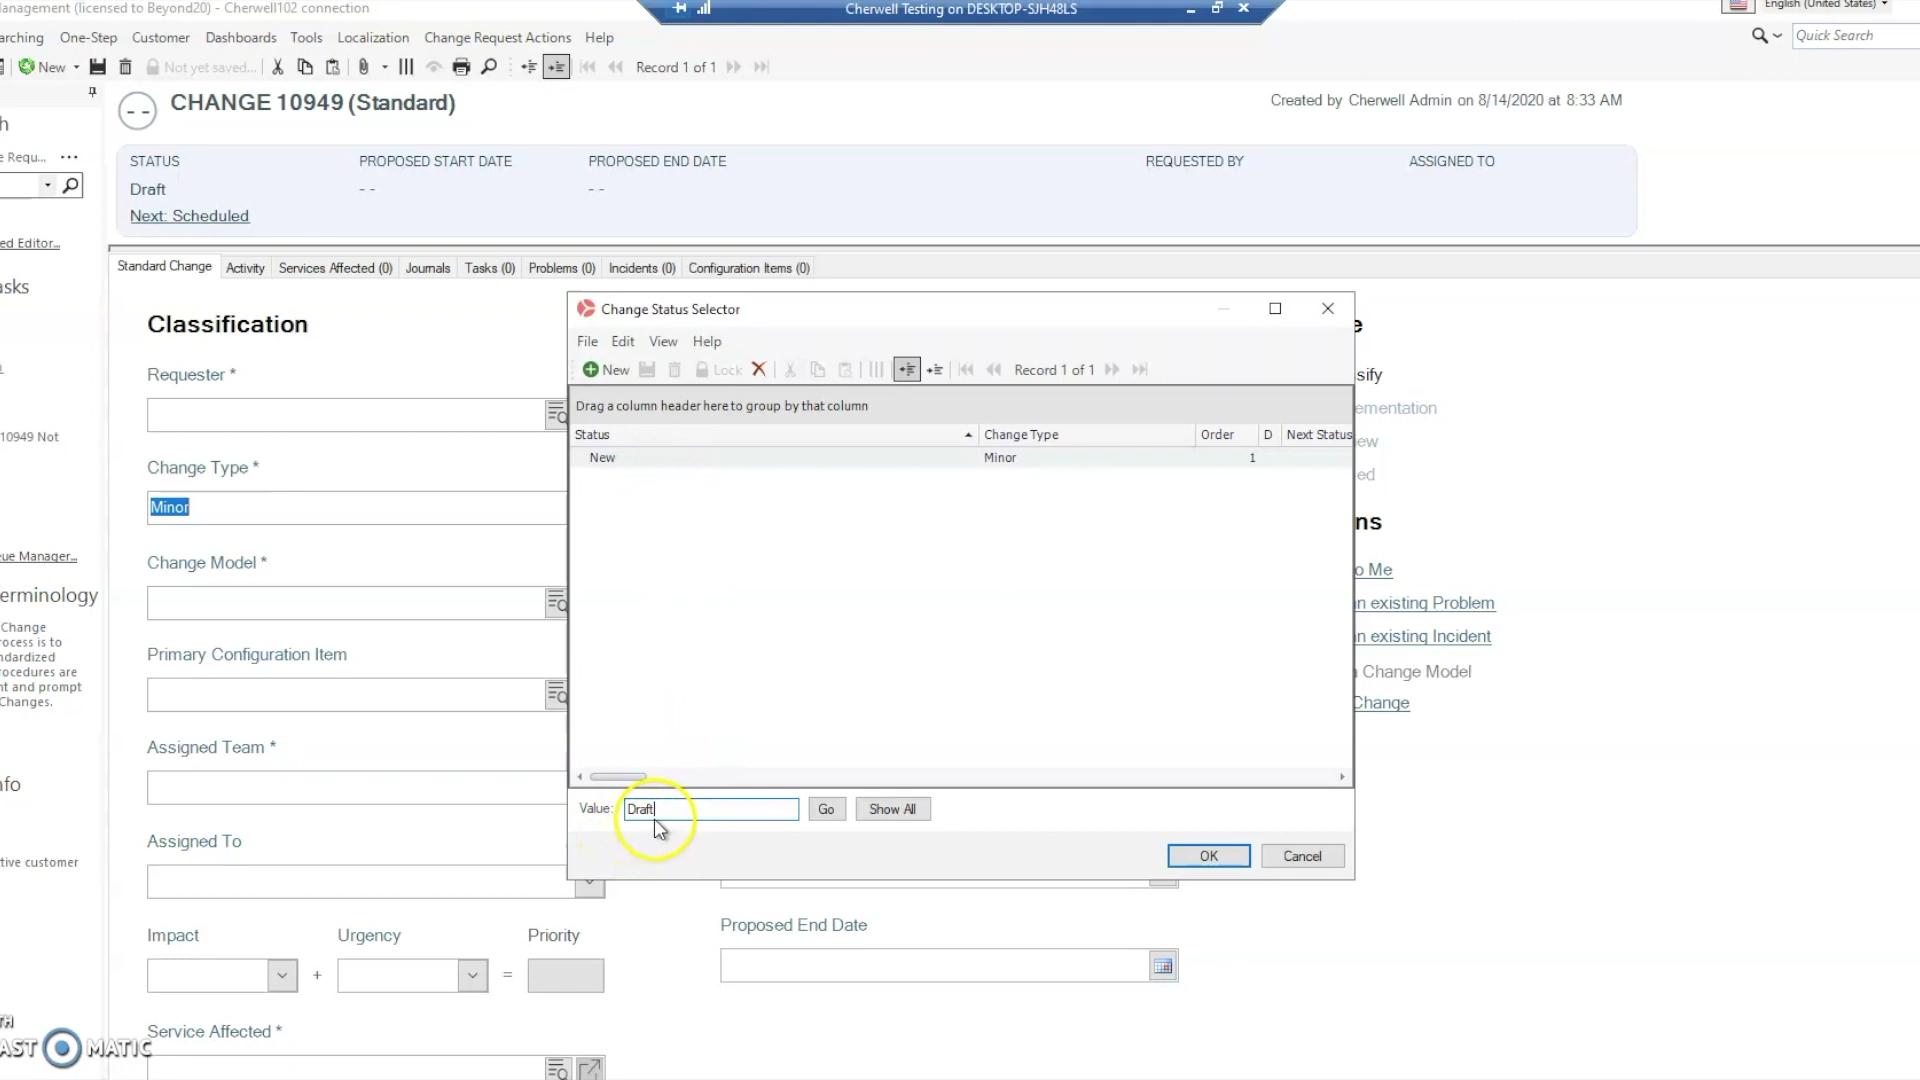 anagement (licensed to Beyond20) - Cherwell102 connection
Cherwell Testing on DESKTOP-SJH48LS
English (United States)
arching One-Step Customer Dashboards Tools Localization Change Request Actions Help
Quick Search
New Not yet saved... Record 1 of 1
CHANGE 10949 (Standard)
Created by Cherwell Admin on 8/14/2020 at 8:33 AM
h
e Requ... ...
STATUS PROPOSED START DATE PROPOSED END DATE REQUESTED BY ASSIGNED TO
Draft - - - -
Next: Scheduled
ed Editor...
Standard Change Activity Services Affected (0) Journals Tasks (0) Problems (0) Incidents (0) Configuration Items (0)
asks
Classification
Change Status Selector
e
File Edit View Help
Requester *
New Lock Record 1 of 1
sify
Drag a column header here to group by that column
ementation
10949 Not
Status Change Type Order D Next Status
ew
New Minor 1
Change Type *
ed
Minor
ns
eue Manager...
Change Model *
o Me
erminology
n existing Problem
Change
rocess is to
ndardized
rocedures are
nt and prompt
Changes.
n existing Incident
Primary Configuration Item
Change Model
Change
Assigned Team *
nfo
Value: Draft Go Show All
Assigned To
OK Cancel
tive customer
Proposed End Date
Impact Urgency Priority
+ =
TH
AST MATIC
Service Affected *